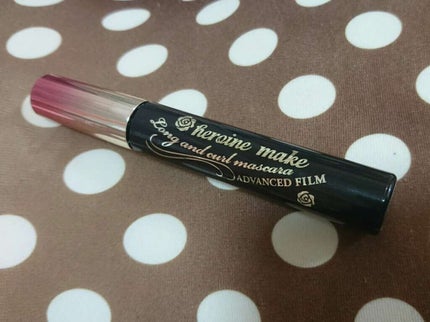 heroine make
Long and curl mascara
ADVANCED FILM